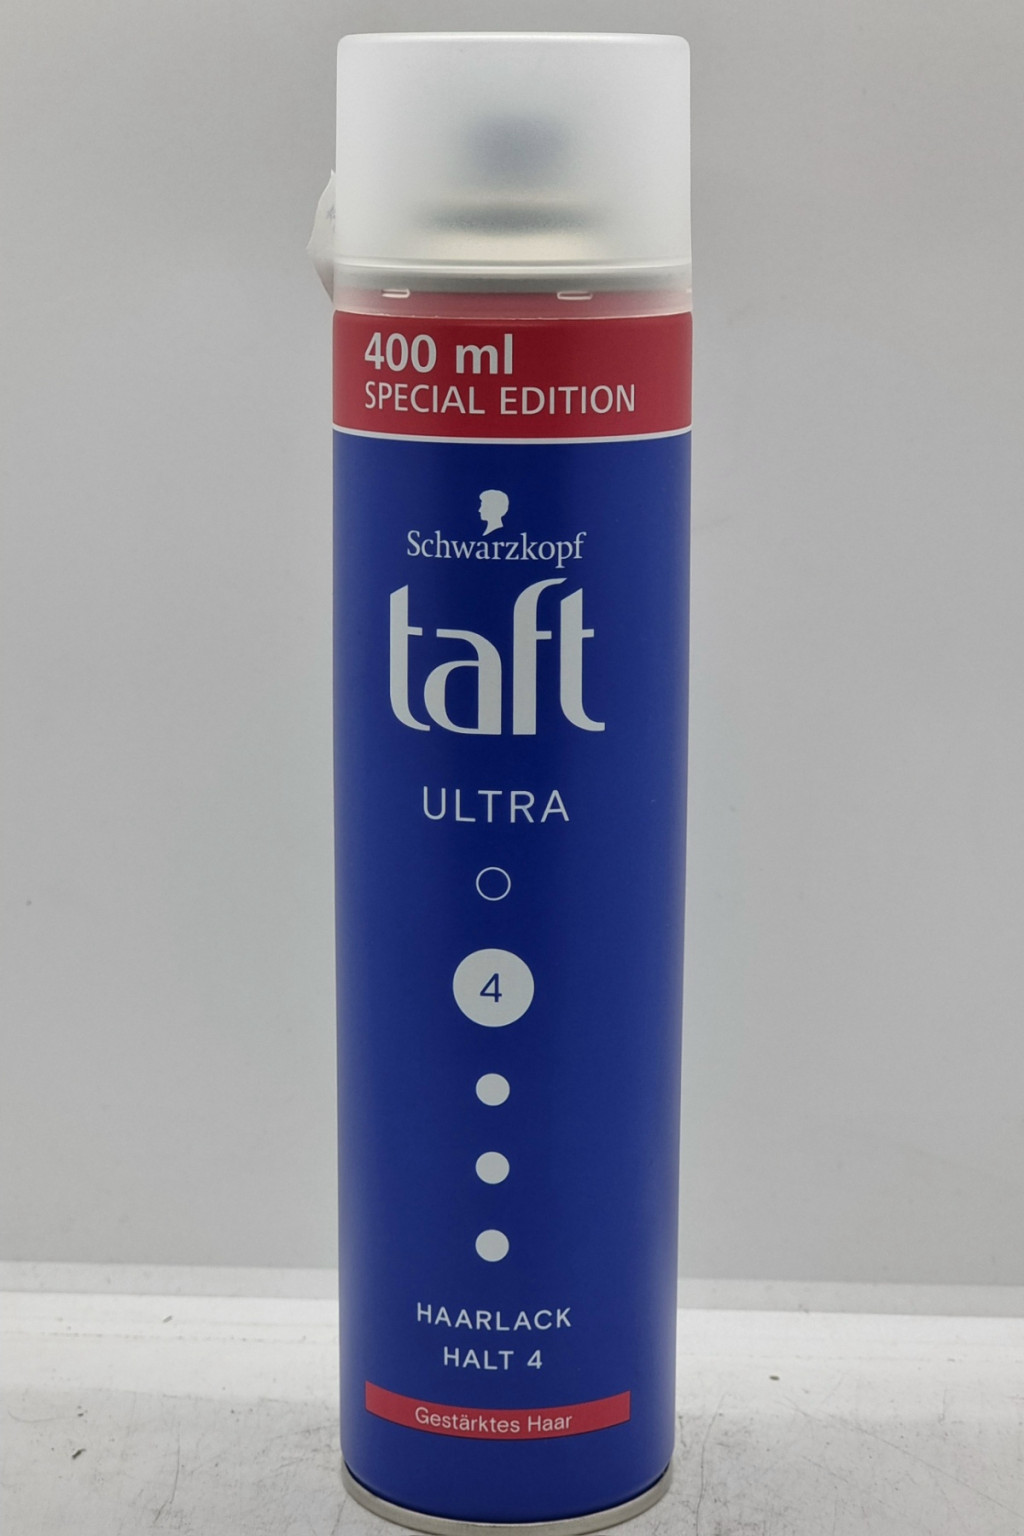 400 ml
SPECIAL EDITION
Schwarzkopf
taft
ULTRA
4
HAARLACK
HALT 4
Gestärktes Haar